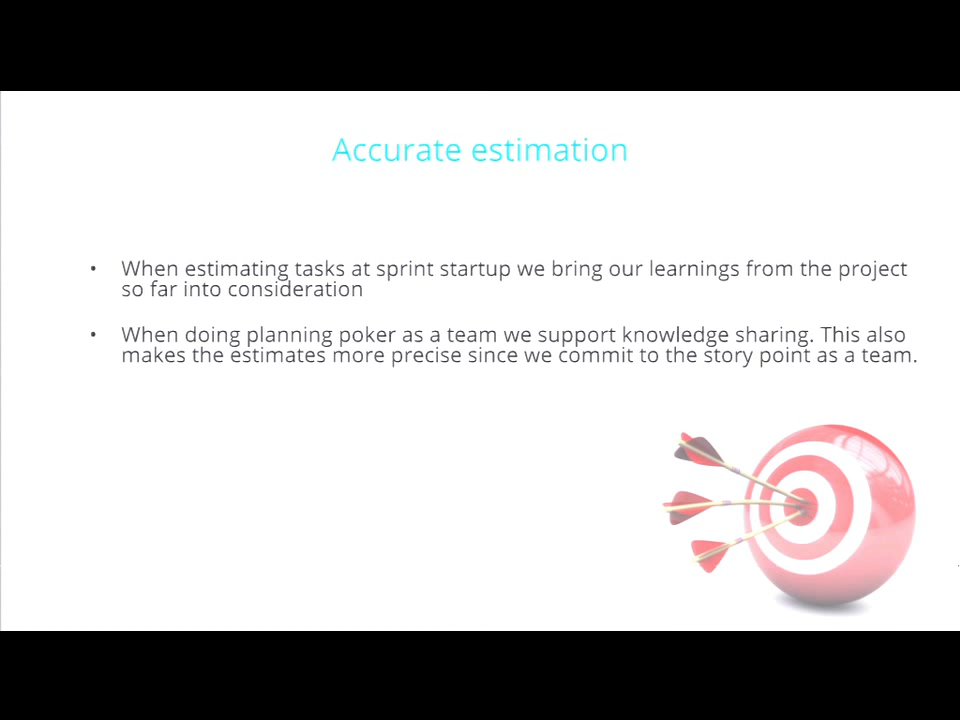 Accurate estimation
• When estimating tasks at sprint startup we bring our learnings from the project
so far into consideration
• When doing planning poker as a team we support knowledge sharing. This also
makes the estimates more precise since we commit to the story point as a team.